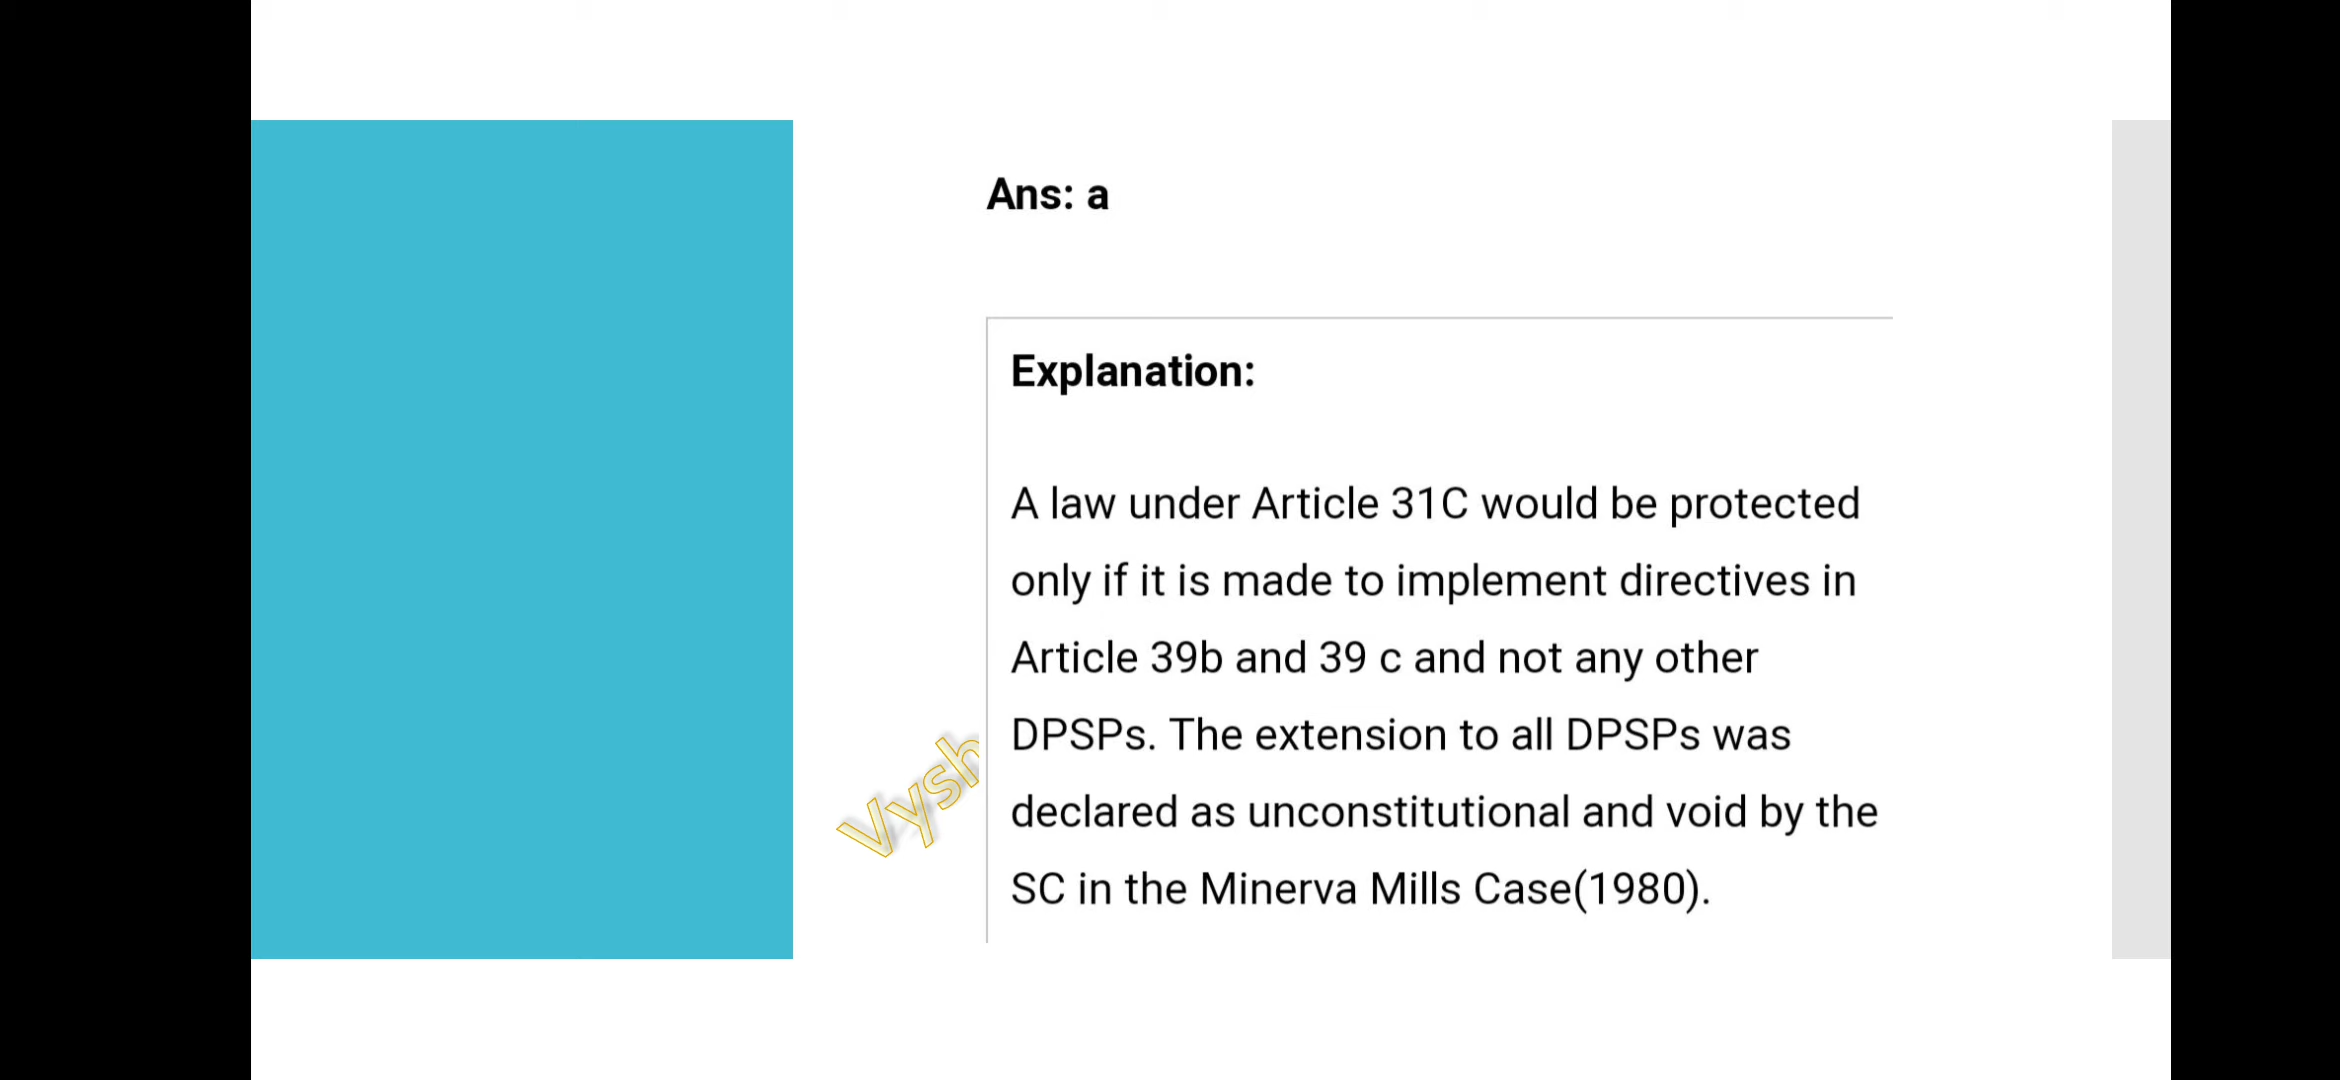 Ans: a
Explanation:
A law under Article 31C would be protected
only if it is made to implement directives in
Article 39b and 39 c and not any other
DPSPs. The extension to all DPSPs was
declared as unconstitutional and void by the
SC in the Minerva Mills Case(1980).
Vysh